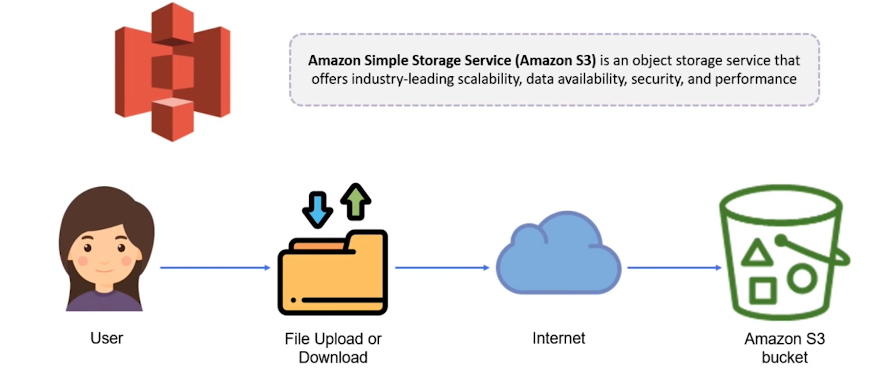 Amazon Simple Storage Service (Amazon S3) is an object storage service that
offers industry-leading scalability, data availability, security, and performance
User
File Upload or
Download
Internet
Amazon S3
bucket